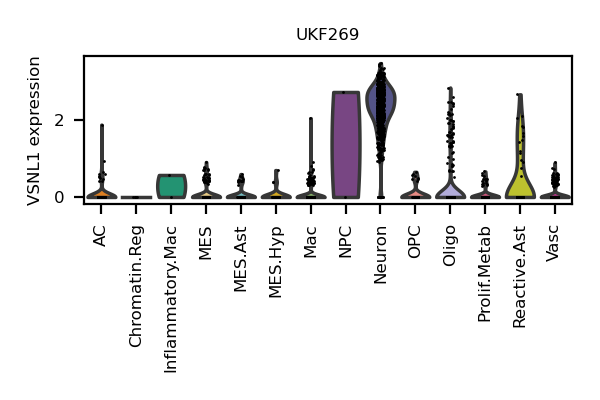 UKF269
VSNL1 expression
2
0
AC
Chromatin.Reg
Inflammatory.Mac
MES
MES.Ast
MES.Hyp
Mac
NPC
Neuron
OPC
Oligo
Prolif.Metab
Reactive.Ast
Vasc